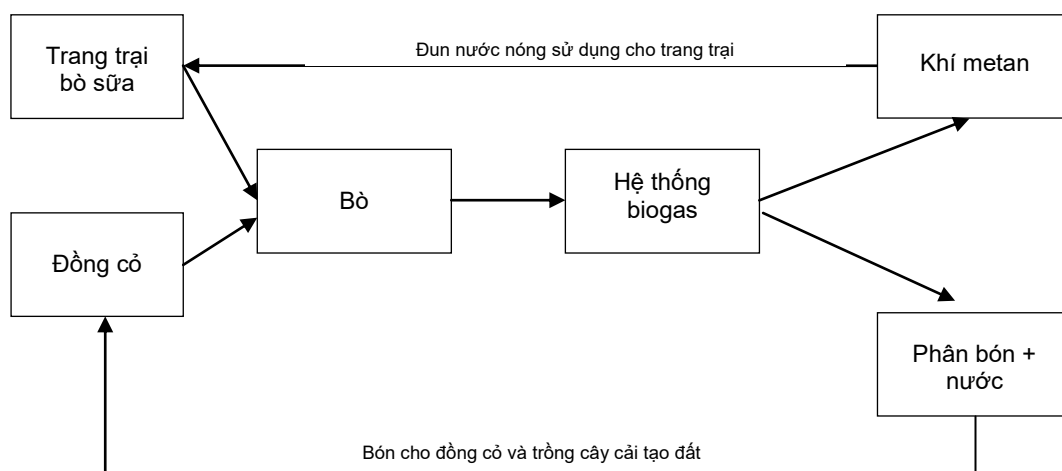 Trang trại
bò sữa
Đun nước nóng sử dụng cho trang trại
Khí metan
Bò
Hệ thống
biogas
Đồng cỏ
Phân bón +
nước
Bón cho đồng cỏ và trồng cây cải tạo đất